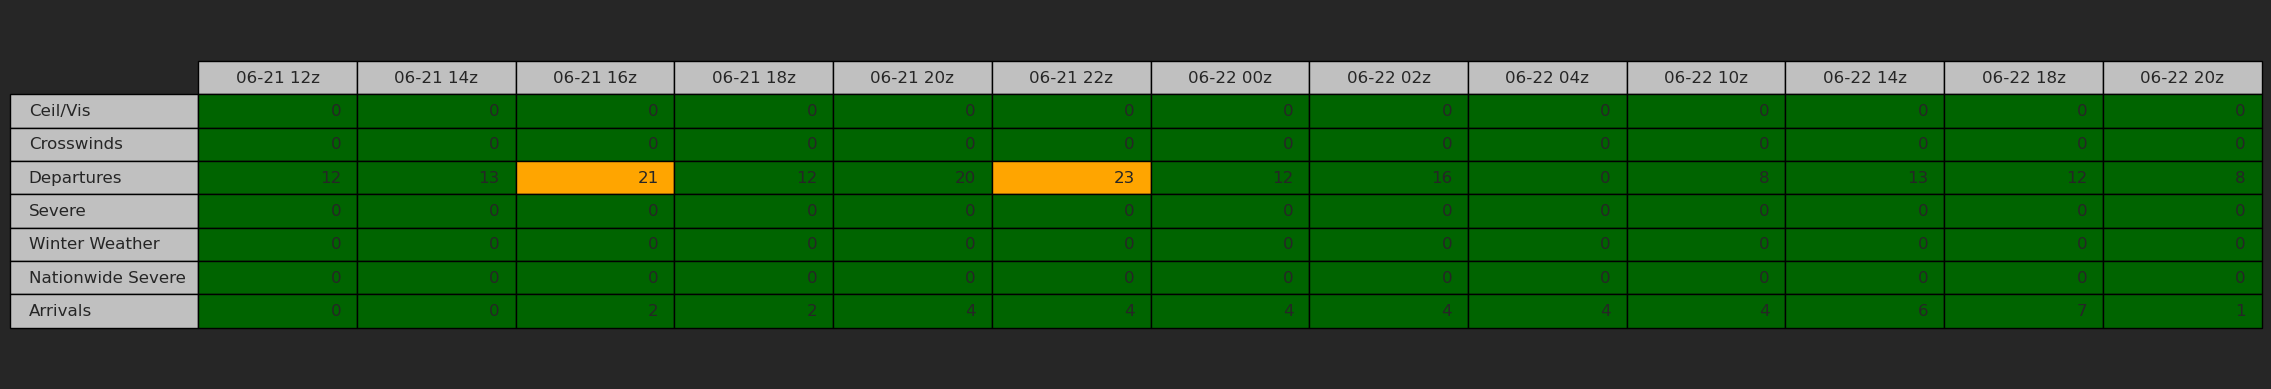 06-21 12z 06-21 14z 06-21 16z 06-21 18z 06-21 20z 06-21 22z 06-22 00z 06-22 02z 06-22 04z 06-22 10z 06-22 14z 06-22 18z 06-22 20z
Ceil/Vis 0 0 0 0 0 0 0 0 0 0 0 0 0
Crosswinds 0 0 0 0 0 0 0 0 0 0 0 0 0
Departures 12 13 21 12 20 23 12 16 0 8 13 12 8
Severe 0 0 0 0 0 0 0 0 0 0 0 0 0
Winter Weather 0 0 0 0 0 0 0 0 0 0 0 0 0
Nationwide Severe 0 0 0 0 0 0 0 0 0 0 0 0 0
Arrivals 0 0 2 2 4 4 4 4 4 4 6 7 1